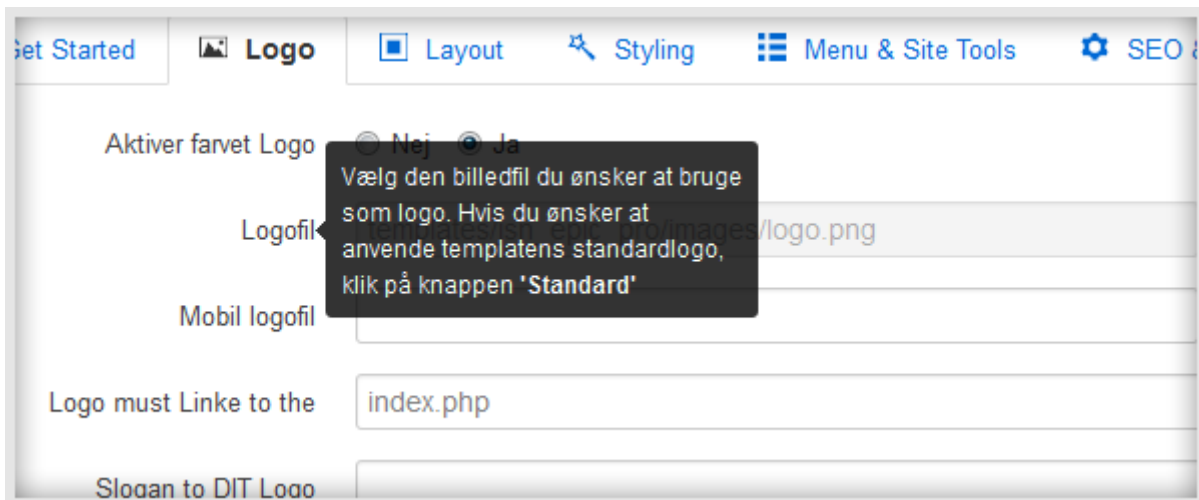 Get Started Logo Layout Styling Menu & Site Tools SEO &
Aktiver farvet Logo Nej Ja
Vælg den billedfil du ønsker at bruge
som logo. Hvis du ønsker at
anvende templatens standardlogo,
klik på knappen 'Standard'
Logofil templates/jsn_epic_pro/images/logo.png
Mobil logofil
Logo must Linke to the index.php
Slogan to DIT Logo